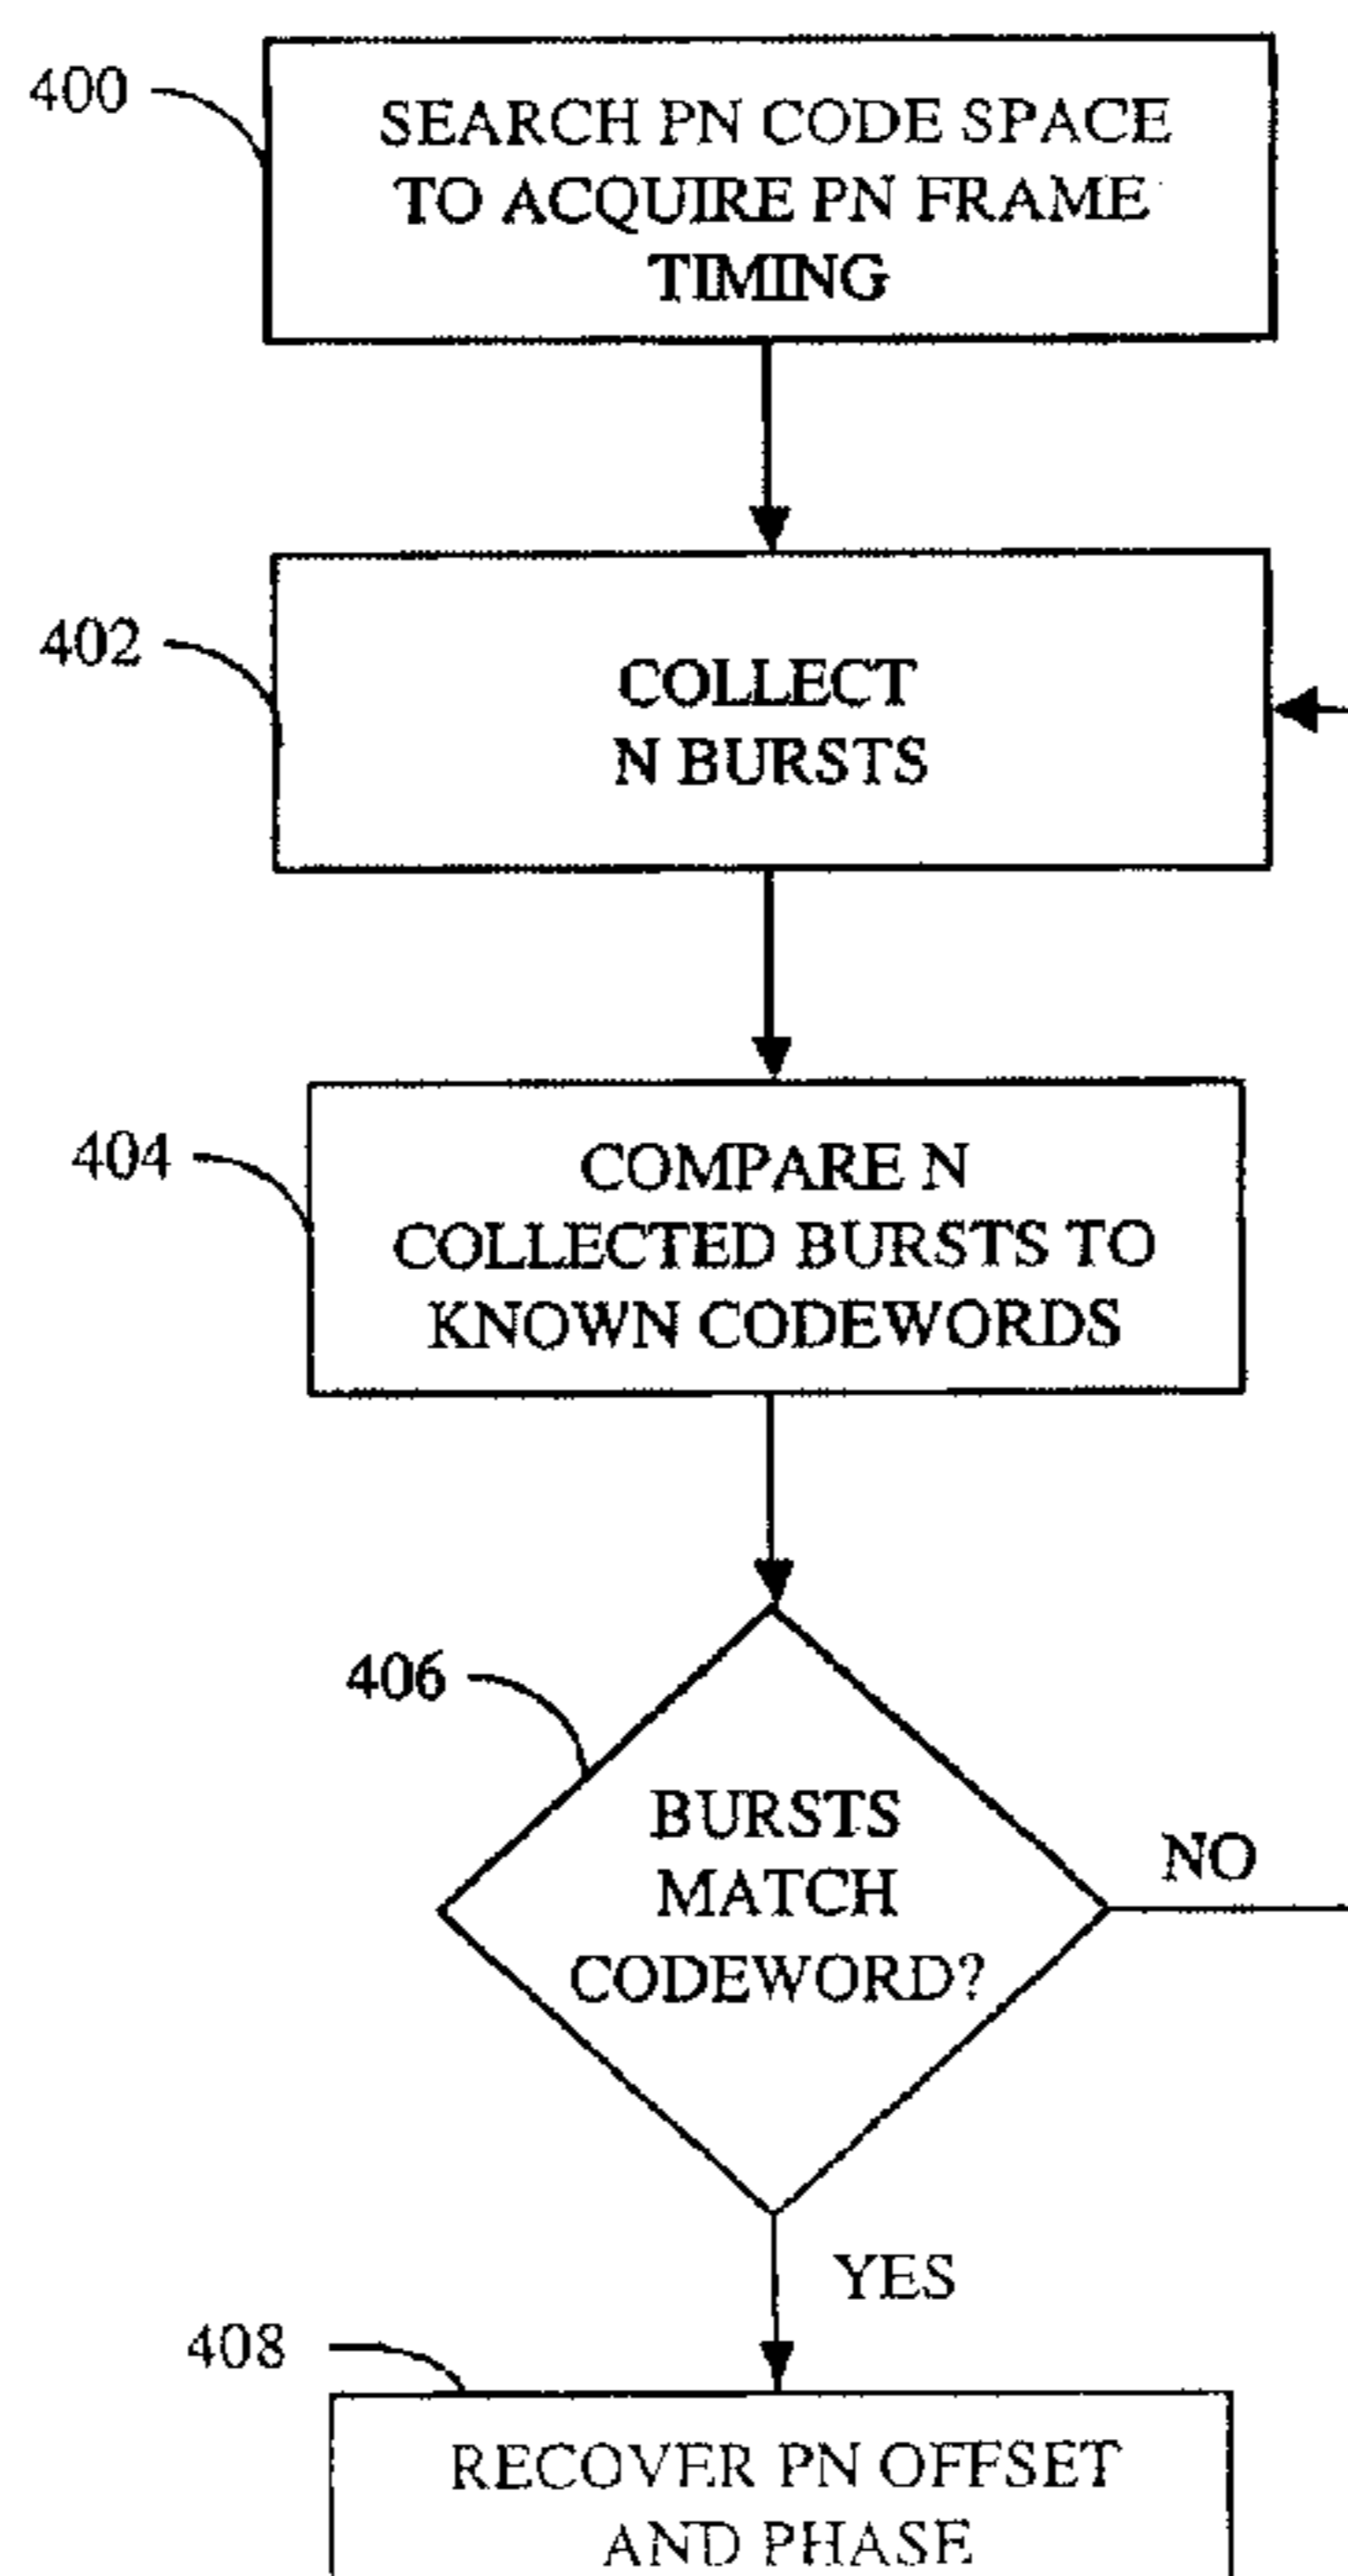 400
SEARCH PN CODE SPACE
TO ACQUIRE PN FRAME
TIMING
402
COLLECT
N BURSTS
404
COMPARE N
COLLECTED BURSTS TO
KNOWN CODEWORDS
406
BURSTS
MATCH
CODEWORD?
NO
YES
408
RECOVER PN OFFSET
AND PHASE